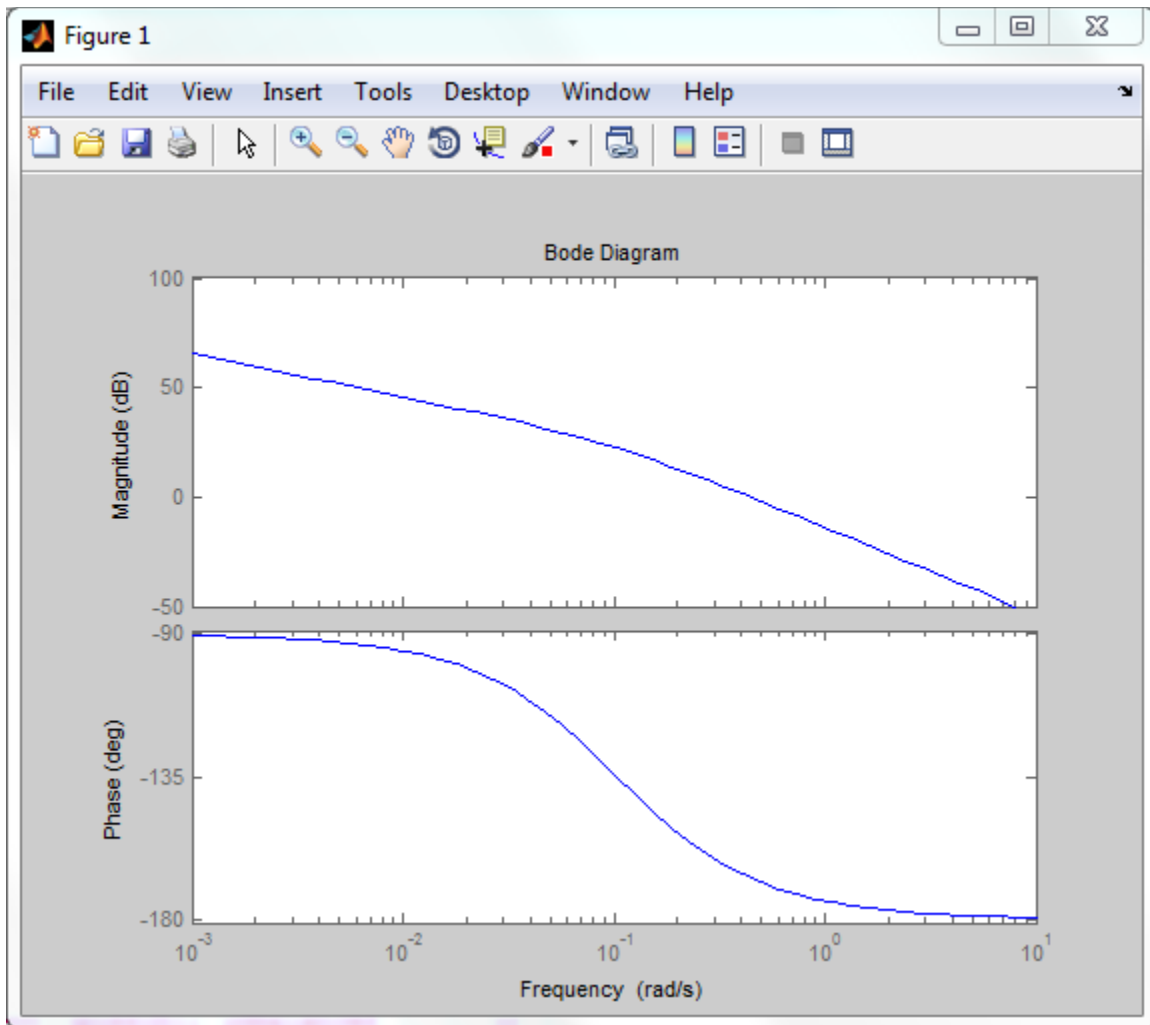 Figure 1
File Edit View Insert Tools Desktop Window Help
Bode Diagram
Magnitude (dB)
100
50
0
-50
Phase (deg)
-90
-135
-180
10^-3 10^-2 10^-1 10^0 10^1
Frequency (rad/s)